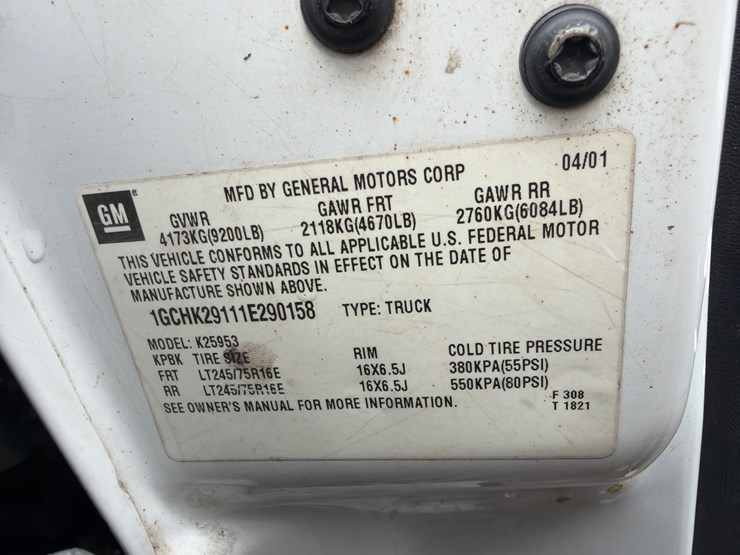 MFD BY GENERAL MOTORS CORP 04/01
GM
GVWR GAWR FRT GAWR RR
4173KG(9200LB) 2118KG(4670LB) 2760KG(6084LB)
THIS VEHICLE CONFORMS TO ALL APPLICABLE U.S. FEDERAL MOTOR
VEHICLE SAFETY STANDARDS IN EFFECT ON THE DATE OF
MANUFACTURE SHOWN ABOVE.
1GCHK29111E290158 TYPE: TRUCK
MODEL: K25953
KPBK TIRE SIZE RIM COLD TIRE PRESSURE
FRT LT245/75R16E 16X6.5J 380KPA(55PSI)
RR LT245/75R16E 16X6.5J 550KPA(80PSI)
SEE OWNER'S MANUAL FOR MORE INFORMATION.
F 308
T 1821